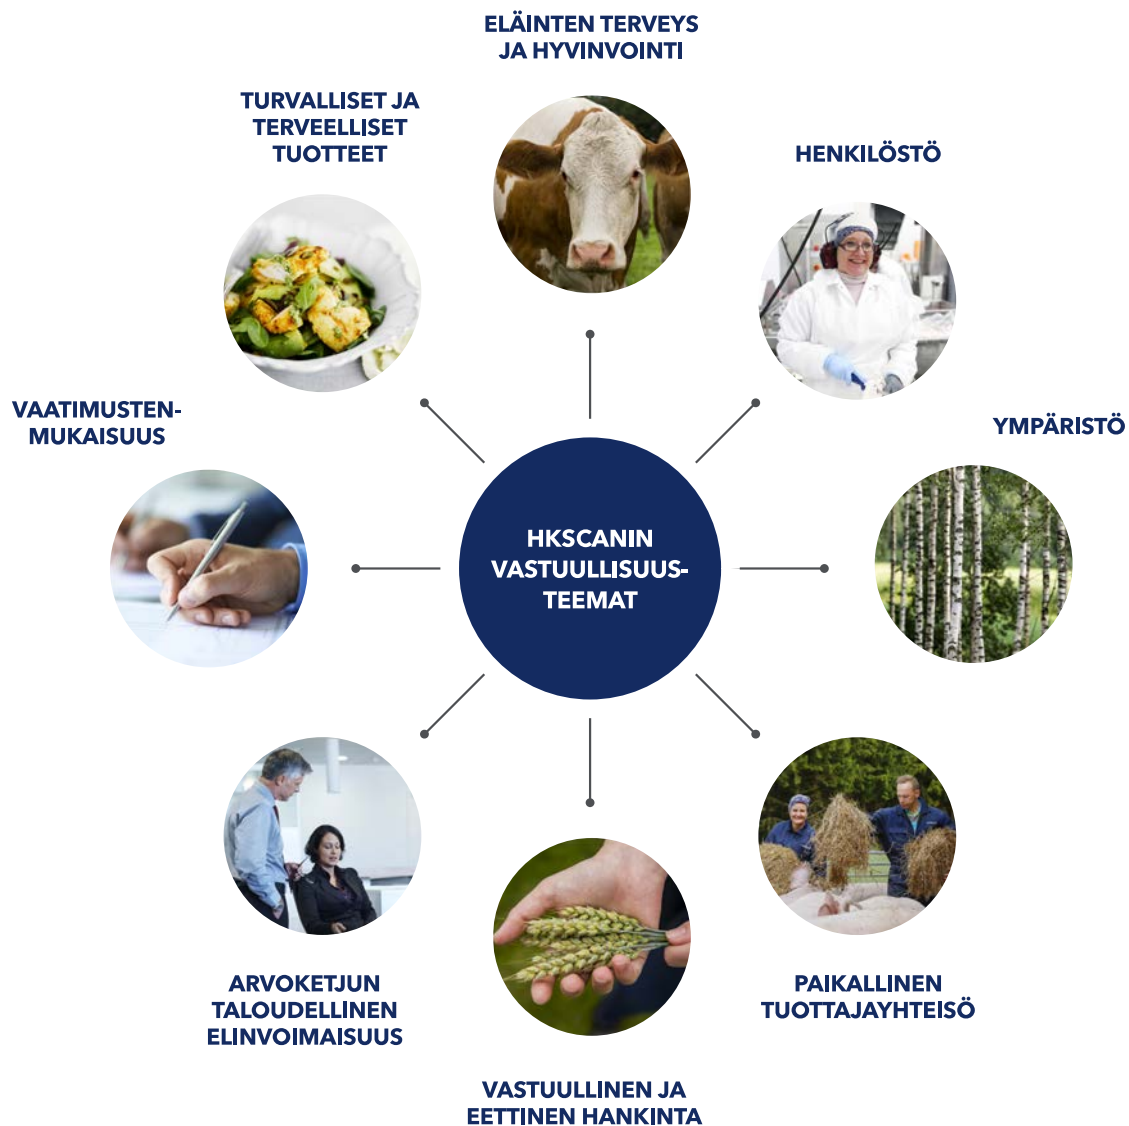 ELÄINTEN TERVEYS
JA HYVINVOINTI
TURVALLISET JA
TERVEELLISET
TUOTTEET
HENKILÖSTÖ
VAATIMUSTEN-
MUKAISUUS
YMPÄRISTÖ
HKSCANIN
VASTUULLISUUS-
TEEMAT
ARVOKETJUN
TALOUDELLINEN
ELINVOIMAISUUS
PAIKALLINEN
TUOTTAJAYHTEISÖ
VASTUULLINEN JA
EETTINEN HANKINTA